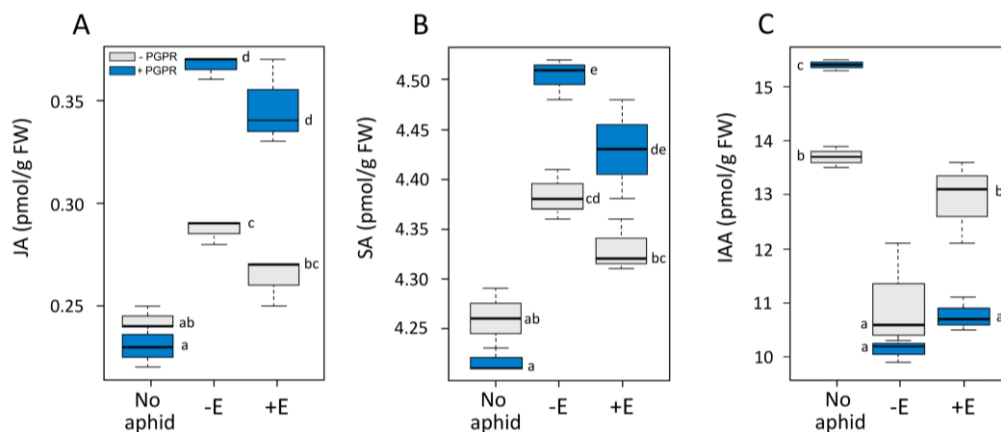 A
- PGPR
+ PGPR
JA (pmol/g FW)
0.35
0.30
0.25
d
d
c
bc
ab
a
No aphid
-E
+E
B
SA (pmol/g FW)
4.50
4.45
4.40
4.35
4.30
4.25
e
de
cd
bc
ab
a
No aphid
-E
+E
C
IAA (pmol/g FW)
15
14
13
12
11
10
c
b
b
a
a
a
No aphid
-E
+E